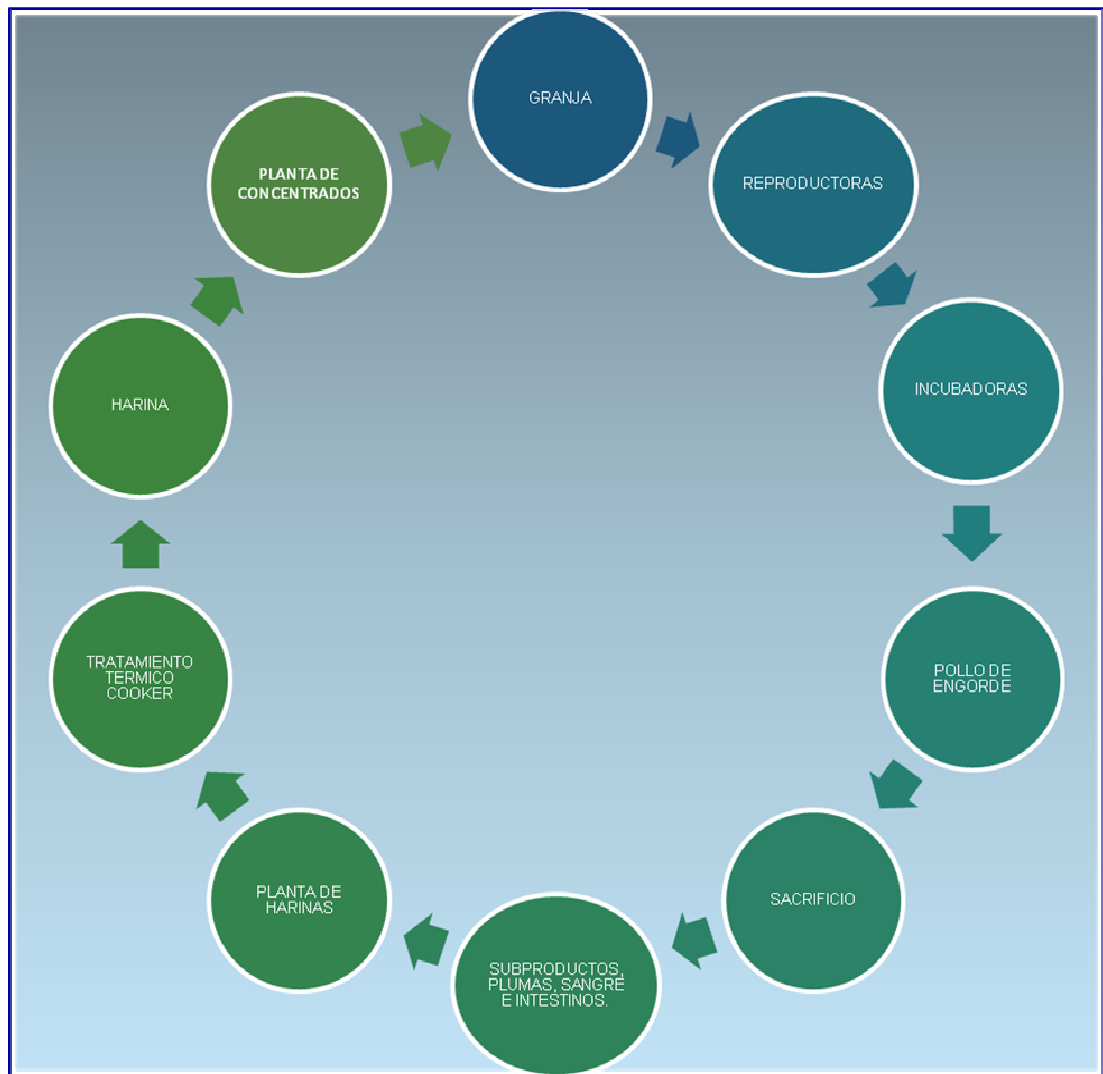 GRANJA
REPRODUCTORAS
INCUBADORAS
POLLO DE
ENGORDE
SACRIFICIO
SUBPRODUCTOS,
PLUMAS, SANGRE
E INTESTINOS.
PLANTA DE
HARINAS
TRATAMIENTO
TERMICO
COOKER
HARINA
PLANTA DE
CONCENTRADOS